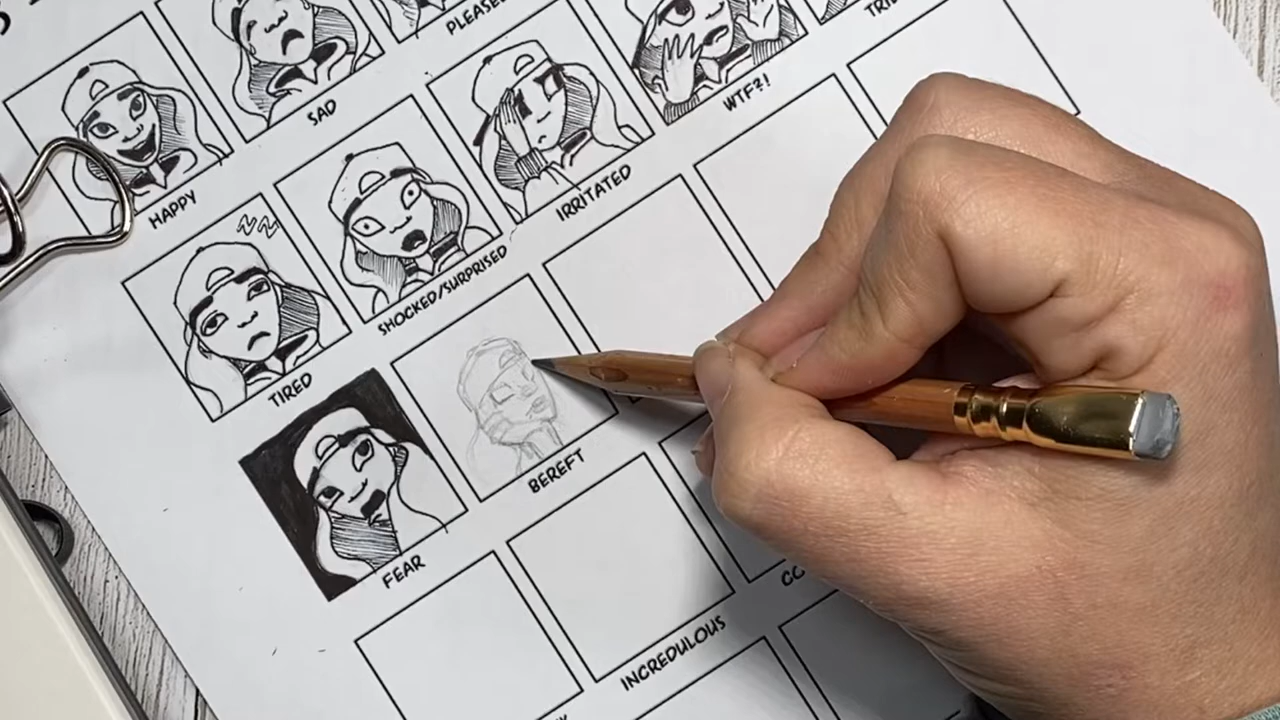 PLEASED
HAPPY
SAD
WTF?!
TIRED
SHOCKED/SURPRISED
IRRITATED
FEAR
BEREFT
INCREDULOUS